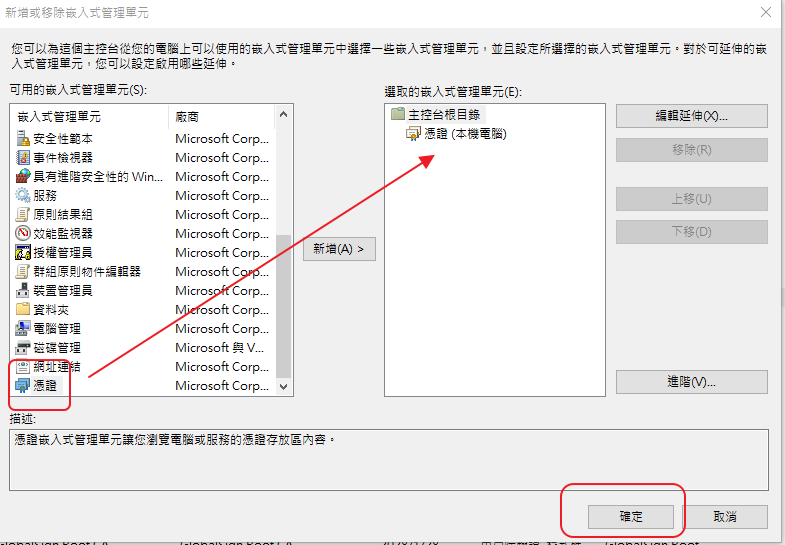 新增或移除嵌入式管理單元
您可以為這個主控台從您的電腦上可以使用的嵌入式管理單元中選擇一些嵌入式管理單元，並且設定所選擇的嵌入式管理單元。對於可延伸的嵌
入式管理單元，您可以設定啟用哪些延伸。
可用的嵌入式管理單元(S):
嵌入式管理單元 廠商
安全性範本 Microsoft Corp...
事件檢視器 Microsoft Corp...
具有進階安全性的 Win... Microsoft Corp...
服務 Microsoft Corp...
原則結果組 Microsoft Corp...
效能監視器 Microsoft Corp...
授權管理員 Microsoft Corp...
群組原則物件編輯器 Microsoft Corp...
裝置管理員 Microsoft Corp...
資料夾 Microsoft Corp...
電腦管理 Microsoft Corp...
磁碟管理 Microsoft 與 V...
網址連結 Microsoft Corp...
憑證 Microsoft Corp...
新增(A) >
選取的嵌入式管理單元(E):
主控台根目錄
憑證 (本機電腦)
編輯延伸(X)...
移除(R)
上移(U)
下移(D)
進階(V)...
描述:
憑證嵌入式管理單元讓您瀏覽電腦或服務的憑證存放區內容。
確定
取消